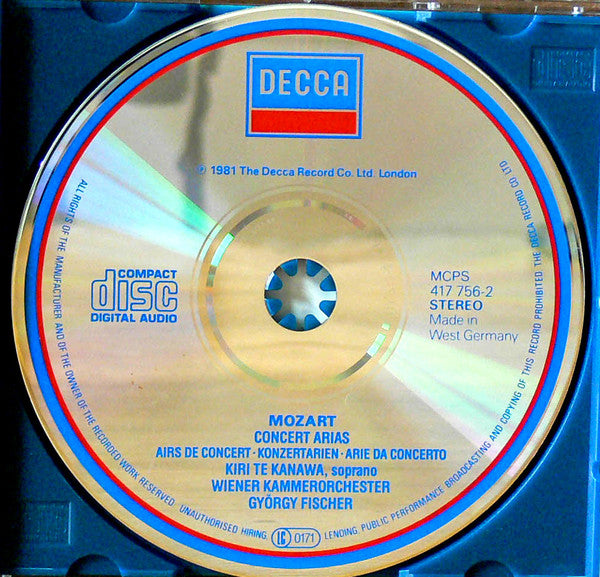 DECCA
℗ 1981 The Decca Record Co. Ltd. London
COMPACT
disc
DIGITAL AUDIO
MCPS
417 756-2
STEREO
Made in
West Germany
MOZART
CONCERT ARIAS
AIRS DE CONCERT · KONZERTARIEN · ARIE DA CONCERTO
KIRI TE KANAWA, soprano
WIENER KAMMERORCHESTER
GYÖRGY FISCHER
ALL RIGHTS OF THE MANUFACTURER AND OF THE OWNER OF THE RECORDED WORK RESERVED. UNAUTHORISED HIRING, LC 0171 LENDING, PUBLIC PERFORMANCE, BROADCASTING AND COPYING OF THIS RECORD PROHIBITED. THE DECCA RECORD CO LTD